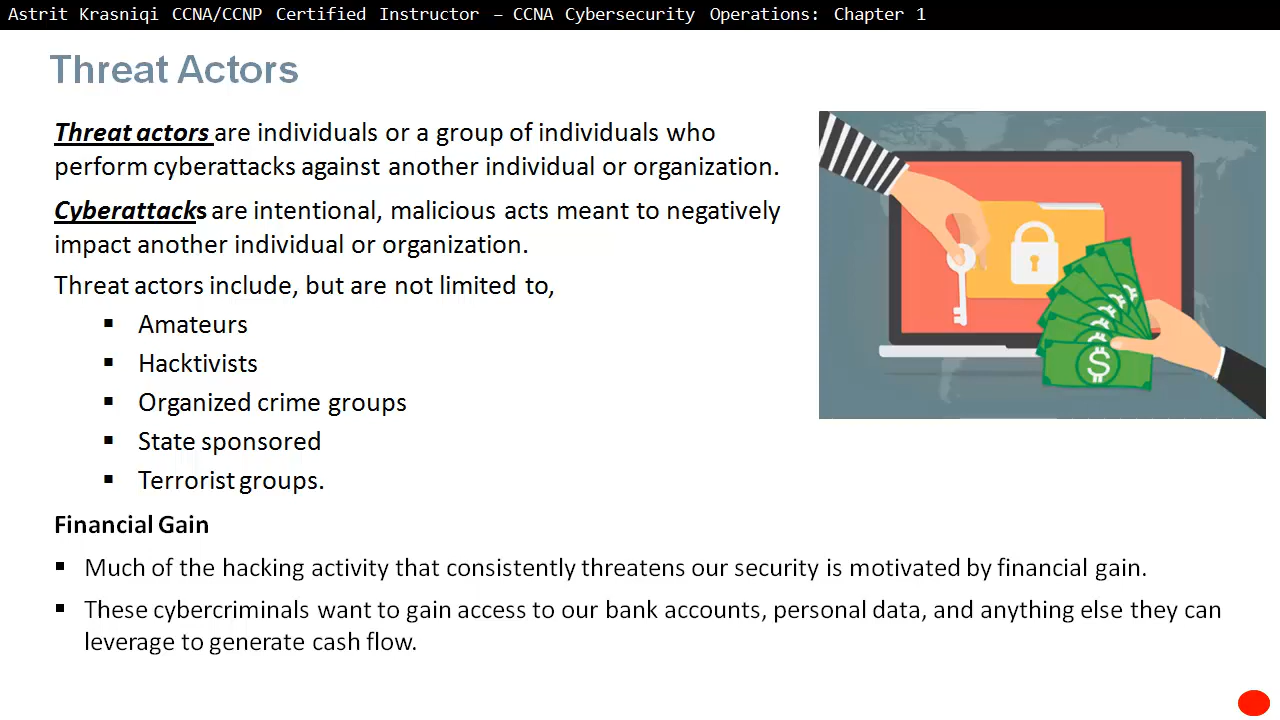 Astrit Krasniqi CCNA/CCNP Certified Instructor – CCNA Cybersecurity Operations: Chapter 1
Threat Actors
Threat actors are individuals or a group of individuals who
perform cyberattacks against another individual or organization.
Cyberattacks are intentional, malicious acts meant to negatively
impact another individual or organization.
Threat actors include, but are not limited to,
▪ Amateurs
▪ Hacktivists
▪ Organized crime groups
▪ State sponsored
▪ Terrorist groups.
Financial Gain
▪ Much of the hacking activity that consistently threatens our security is motivated by financial gain.
▪ These cybercriminals want to gain access to our bank accounts, personal data, and anything else they can
leverage to generate cash flow.